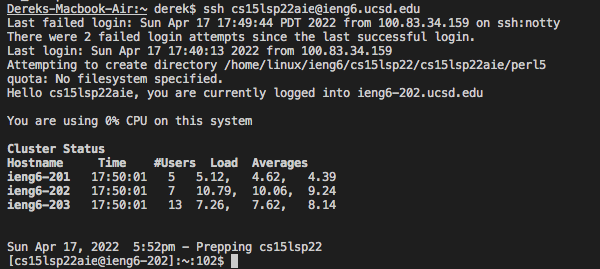 Dereks-Macbook-Air:~ derek$ ssh cs15lsp22aie@ieng6.ucsd.edu
Last failed login: Sun Apr 17 17:49:44 PDT 2022 from 100.83.34.159 on ssh:notty
There were 2 failed login attempts since the last successful login.
Last login: Sun Apr 17 17:40:13 2022 from 100.83.34.159
Attempting to create directory /home/linux/ieng6/cs15lsp22/cs15lsp22aie/perl5
quota: No filesystem specified.
Hello cs15lsp22aie, you are currently logged into ieng6-202.ucsd.edu
You are using 0% CPU on this system
Cluster Status
Hostname     Time    #Users  Load  Averages
ieng6-201   17:50:01   5   5.12,   4.62,   4.39
ieng6-202   17:50:01   7   10.79,  10.06,  9.24
ieng6-203   17:50:01   13  7.26,   7.62,   8.14
Sun Apr 17, 2022  5:52pm - Prepping cs15lsp22
[cs15lsp22aie@ieng6-202]:~:102$